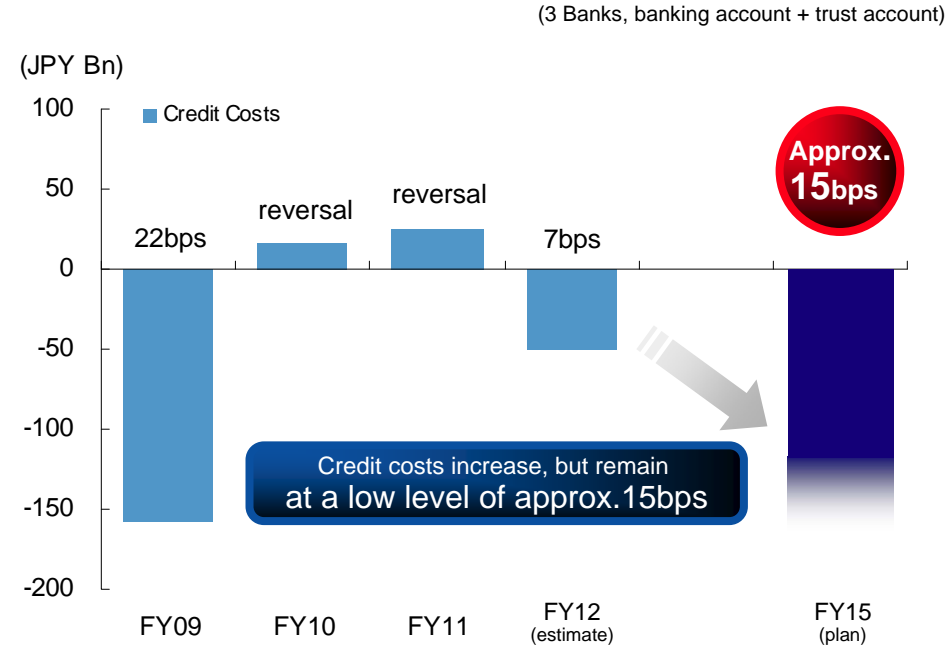 (3 Banks, banking account + trust account)
(JPY Bn)
100
50
0
-50
-100
-150
-200
Credit Costs
22bps
reversal
reversal
7bps
Approx.
15bps
Credit costs increase, but remain
at a low level of approx.15bps
FY09
FY10
FY11
FY12
(estimate)
FY15
(plan)